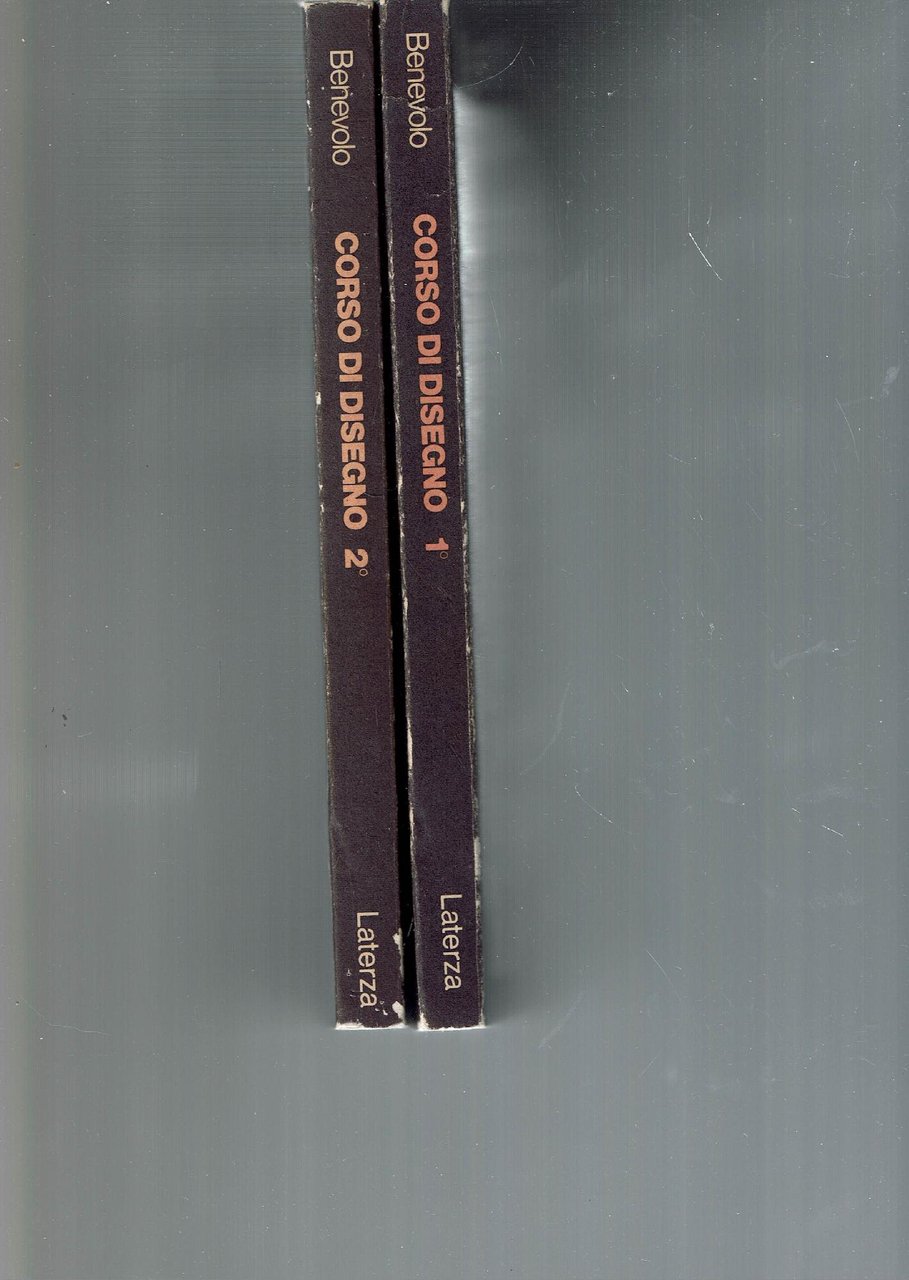 Benevolo CORSO DI DISEGNO 2° Laterza
Benevolo CORSO DI DISEGNO 1° Laterza